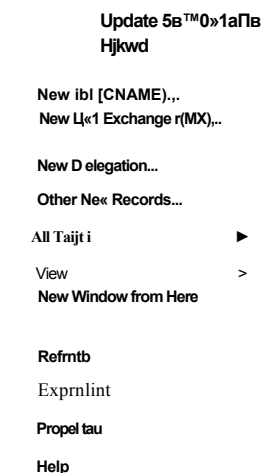 Update 5в™0»1аПв
Hjkwd
New ibl [CNAME).,.
New Ц«1 Exchange r(MX),..
New D elegation...
Other Ne« Records...
All Taijt i ►
View >
New Window from Here
Refrntb
Exprnlint
Propel tau
Help